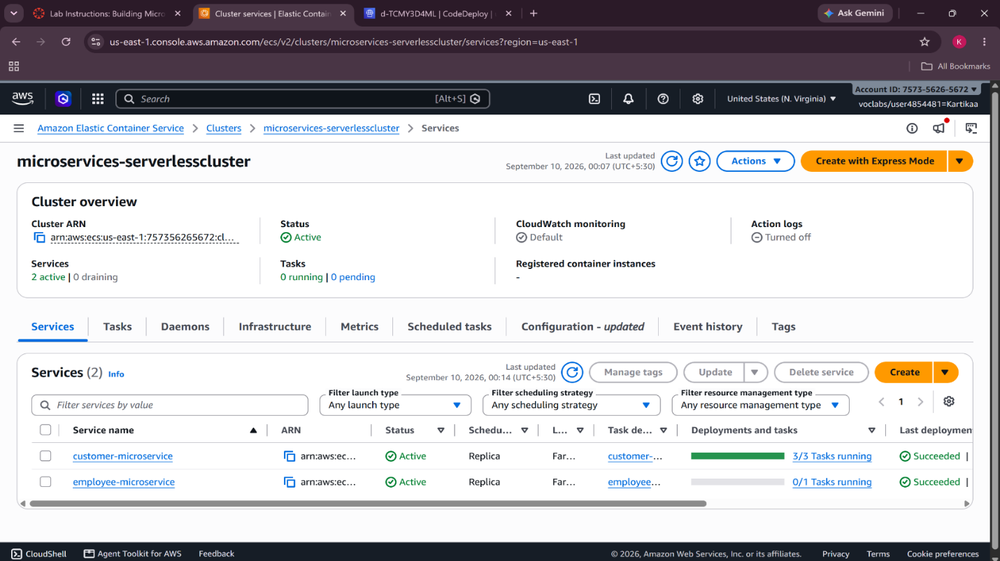 Lab Instructions: Building Micro
Cluster services | Elastic Contain
d-TCMY3D4ML | CodeDeploy |
Ask Gemini
us-east-1.console.aws.amazon.com/ecs/v2/clusters/microservices-serverlesscluster/services?region=us-east-1
K
All Bookmarks
aws
Search
[Alt+S]
United States (N. Virginia)
Account ID: 7573-5626-5672
voclabs/user4854481=Kartikaa
Amazon Elastic Container Service
Clusters
microservices-serverlesscluster
Services
microservices-serverlesscluster
Last updated
September 10, 2026, 00:07 (UTC+5:30)
Actions
Create with Express Mode
Cluster overview
Cluster ARN
arn:aws:ecs:us-east-1:757356265672:cl...
Status
Active
CloudWatch monitoring
Default
Action logs
Turned off
Services
2 active | 0 draining
Tasks
0 running | 0 pending
Registered container instances
-
Services
Tasks
Daemons
Infrastructure
Metrics
Scheduled tasks
Configuration - updated
Event history
Tags
Services (2) Info
Last updated
September 10, 2026, 00:14 (UTC+5:30)
Manage tags
Update
Delete service
Create
Filter services by value
Filter launch type
Any launch type
Filter scheduling strategy
Any scheduling strategy
Filter resource management type
Any resource management type
1
Service name ARN Status Schedu... L... Task de... Deployments and tasks Last deploymen
customer-microservice arn:aws:ec... Active Replica Far... customer-... 3/3 Tasks running Succeeded |
employee-microservice arn:aws:ec... Active Replica Far... employee... 0/1 Tasks running Succeeded |
CloudShell
Agent Toolkit for AWS
Feedback
© 2026, Amazon Web Services, Inc. or its affiliates.
Privacy
Terms
Cookie preferences